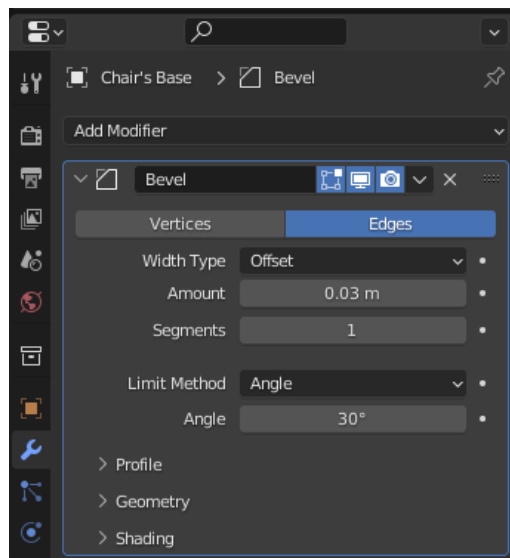 Chair's Base > Bevel
Add Modifier
Bevel
Vertices Edges
Width Type Offset
Amount 0.03 m
Segments 1
Limit Method Angle
Angle 30°
> Profile
> Geometry
> Shading